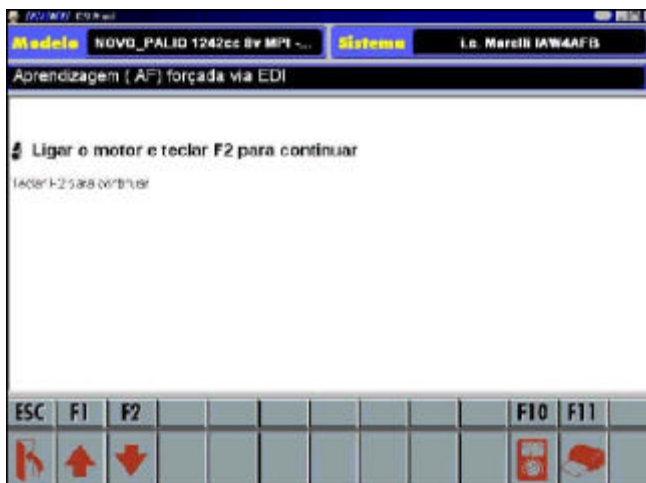 Modelo NOVO_PALIO 1242cc 8v MPI -... Sistema I.e. Marelli IAW4AFB
Aprendizagem ( AF) forçada via EDI
Ligar o motor e teclar F2 para continuar
Teclar F2 para continuar
ESC F1 F2 F10 F11